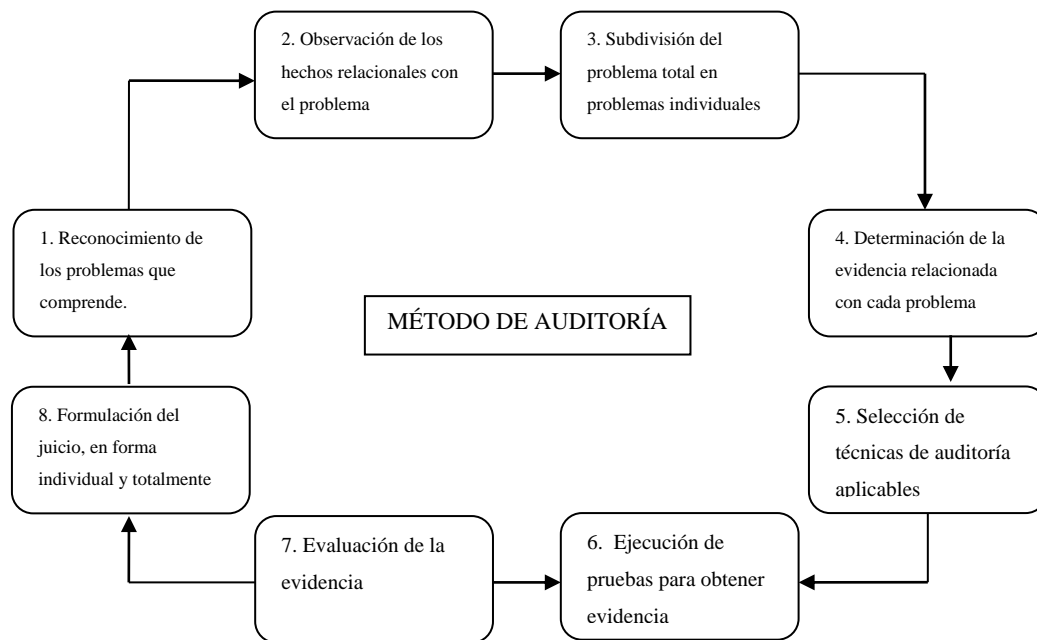 1. Reconocimiento de
los problemas que
comprende.
2. Observación de los
hechos relacionales con
el problema
3. Subdivisión del
problema total en
problemas individuales
4. Determinación de la
evidencia relacionada
con cada problema
5. Selección de
técnicas de auditoría
aplicables
6. Ejecución de
pruebas para obtener
evidencia
7. Evaluación de la
evidencia
8. Formulación del
juicio, en forma
individual y totalmente
MÉTODO DE AUDITORÍA